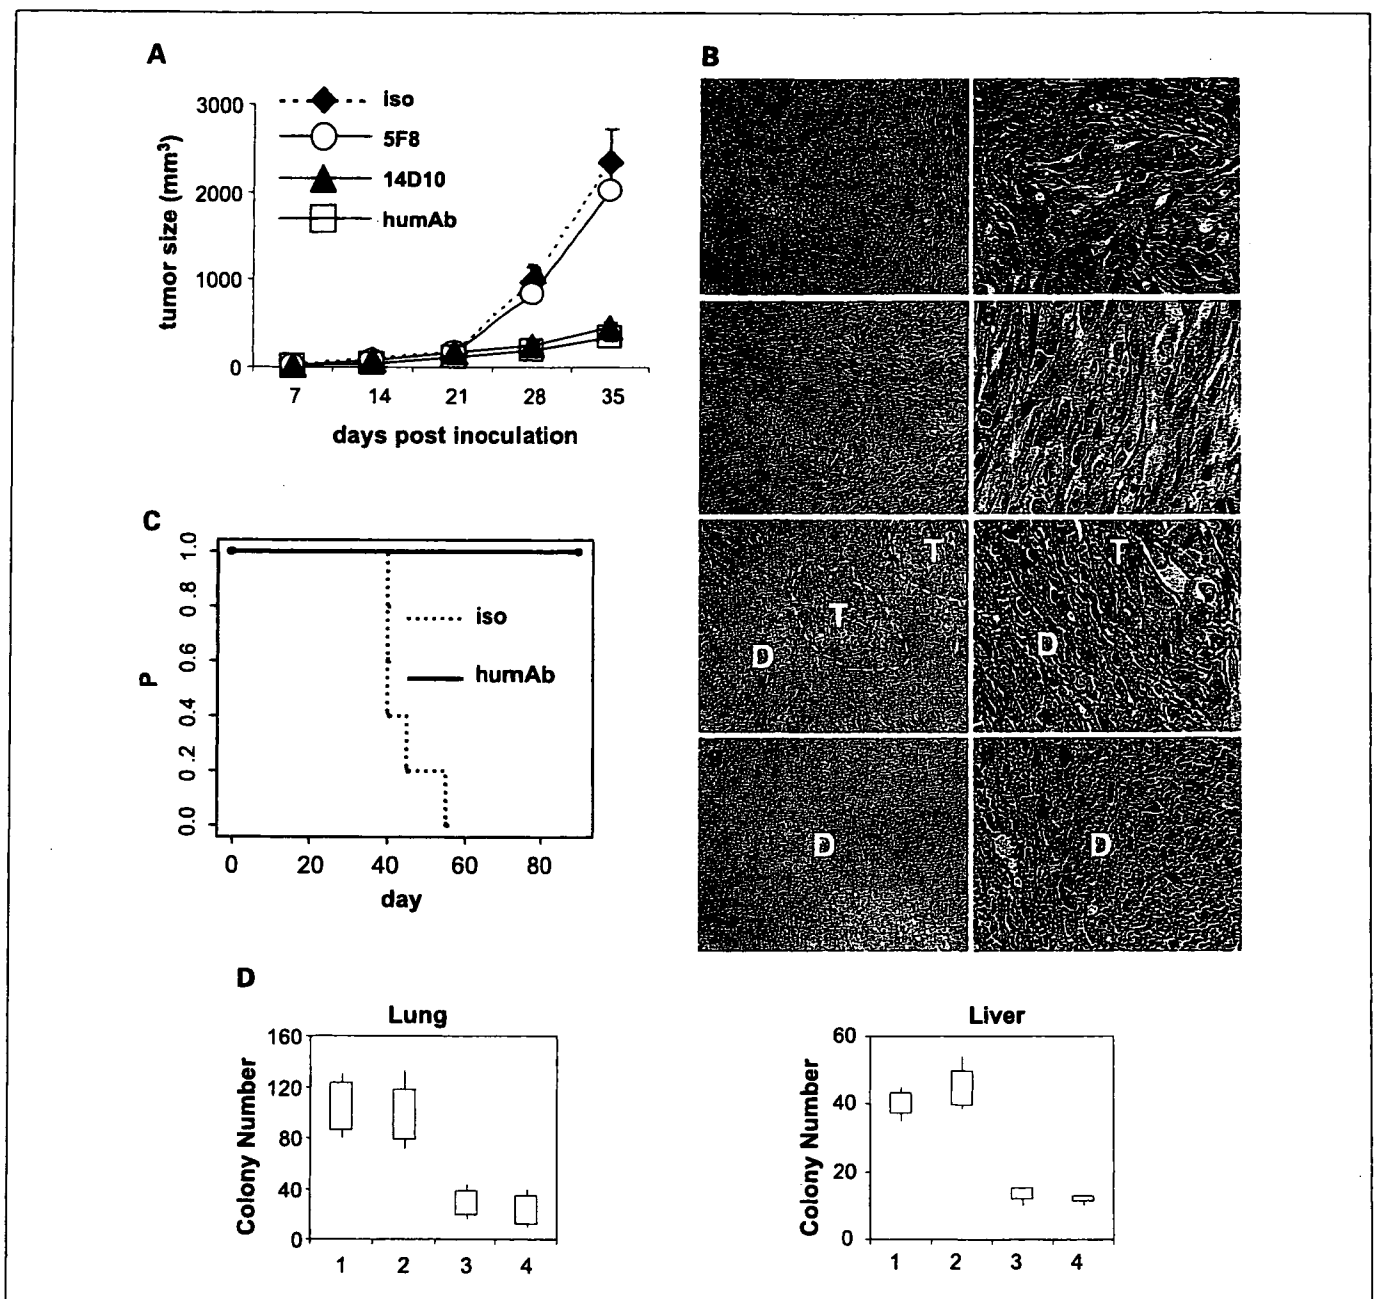 A
iso
5F8
14D10
humAb
3000
2000
1000
0
tumor size (mm³)
7 14 21 28 35
days post inoculation
B
T
T
D
T
D
D
D
C
1.0
0.8
0.6
0.4
0.2
0.0
P
iso
humAb
0 20 40 60 80
day
D
Lung
160
120
80
40
0
Colony Number
1 2 3 4
Liver
60
40
20
0
Colony Number
1 2 3 4